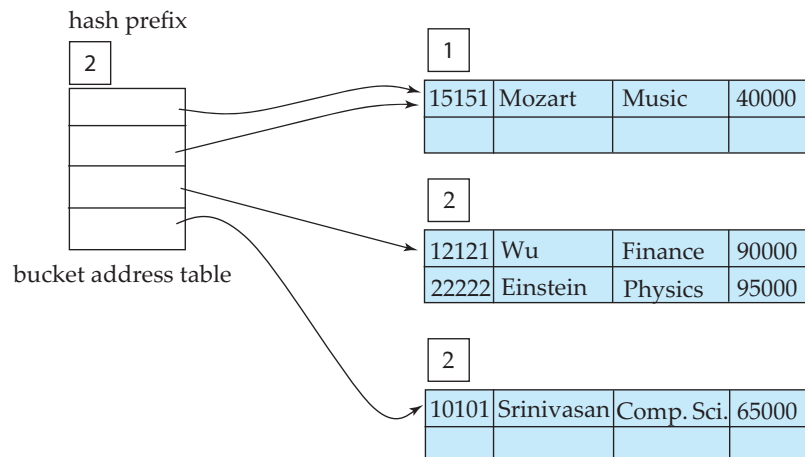 hash prefix
2
bucket address table
1
15151 Mozart Music 40000
2
12121 Wu Finance 90000
22222 Einstein Physics 95000
2
10101 Srinivasan Comp. Sci. 65000